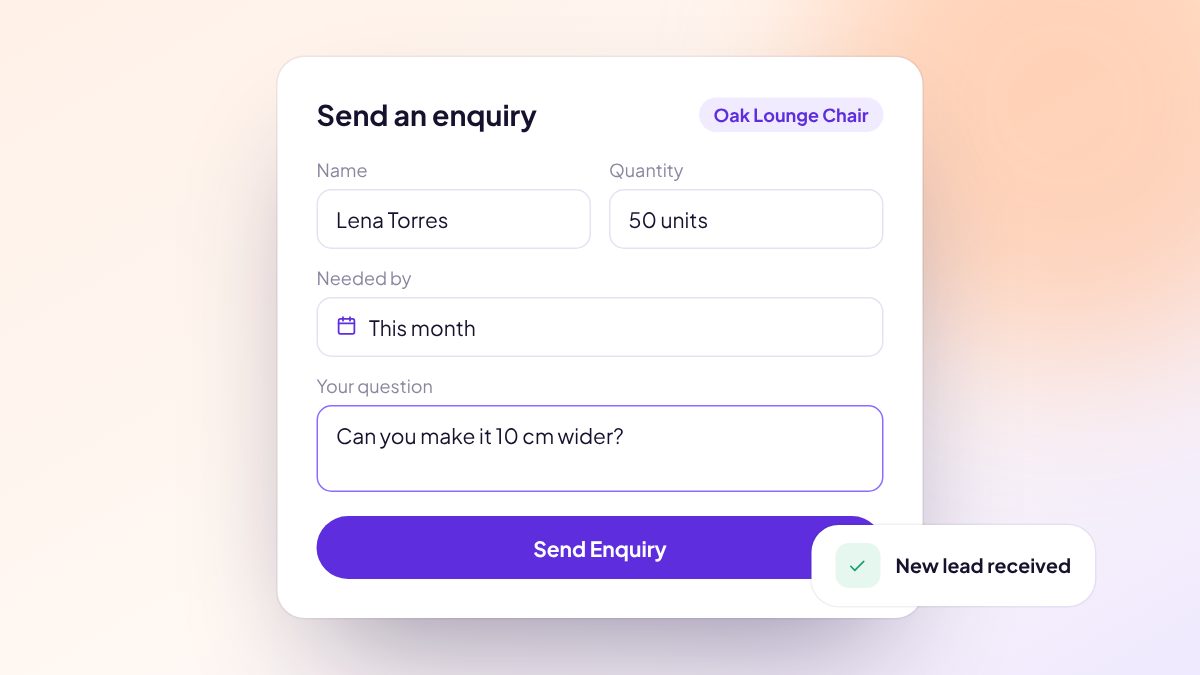 Send an enquiry
Oak Lounge Chair
Name
Quantity
Lena Torres
50 units
Needed by
This month
Your question
Can you make it 10 cm wider?
Send Enquiry
New lead received